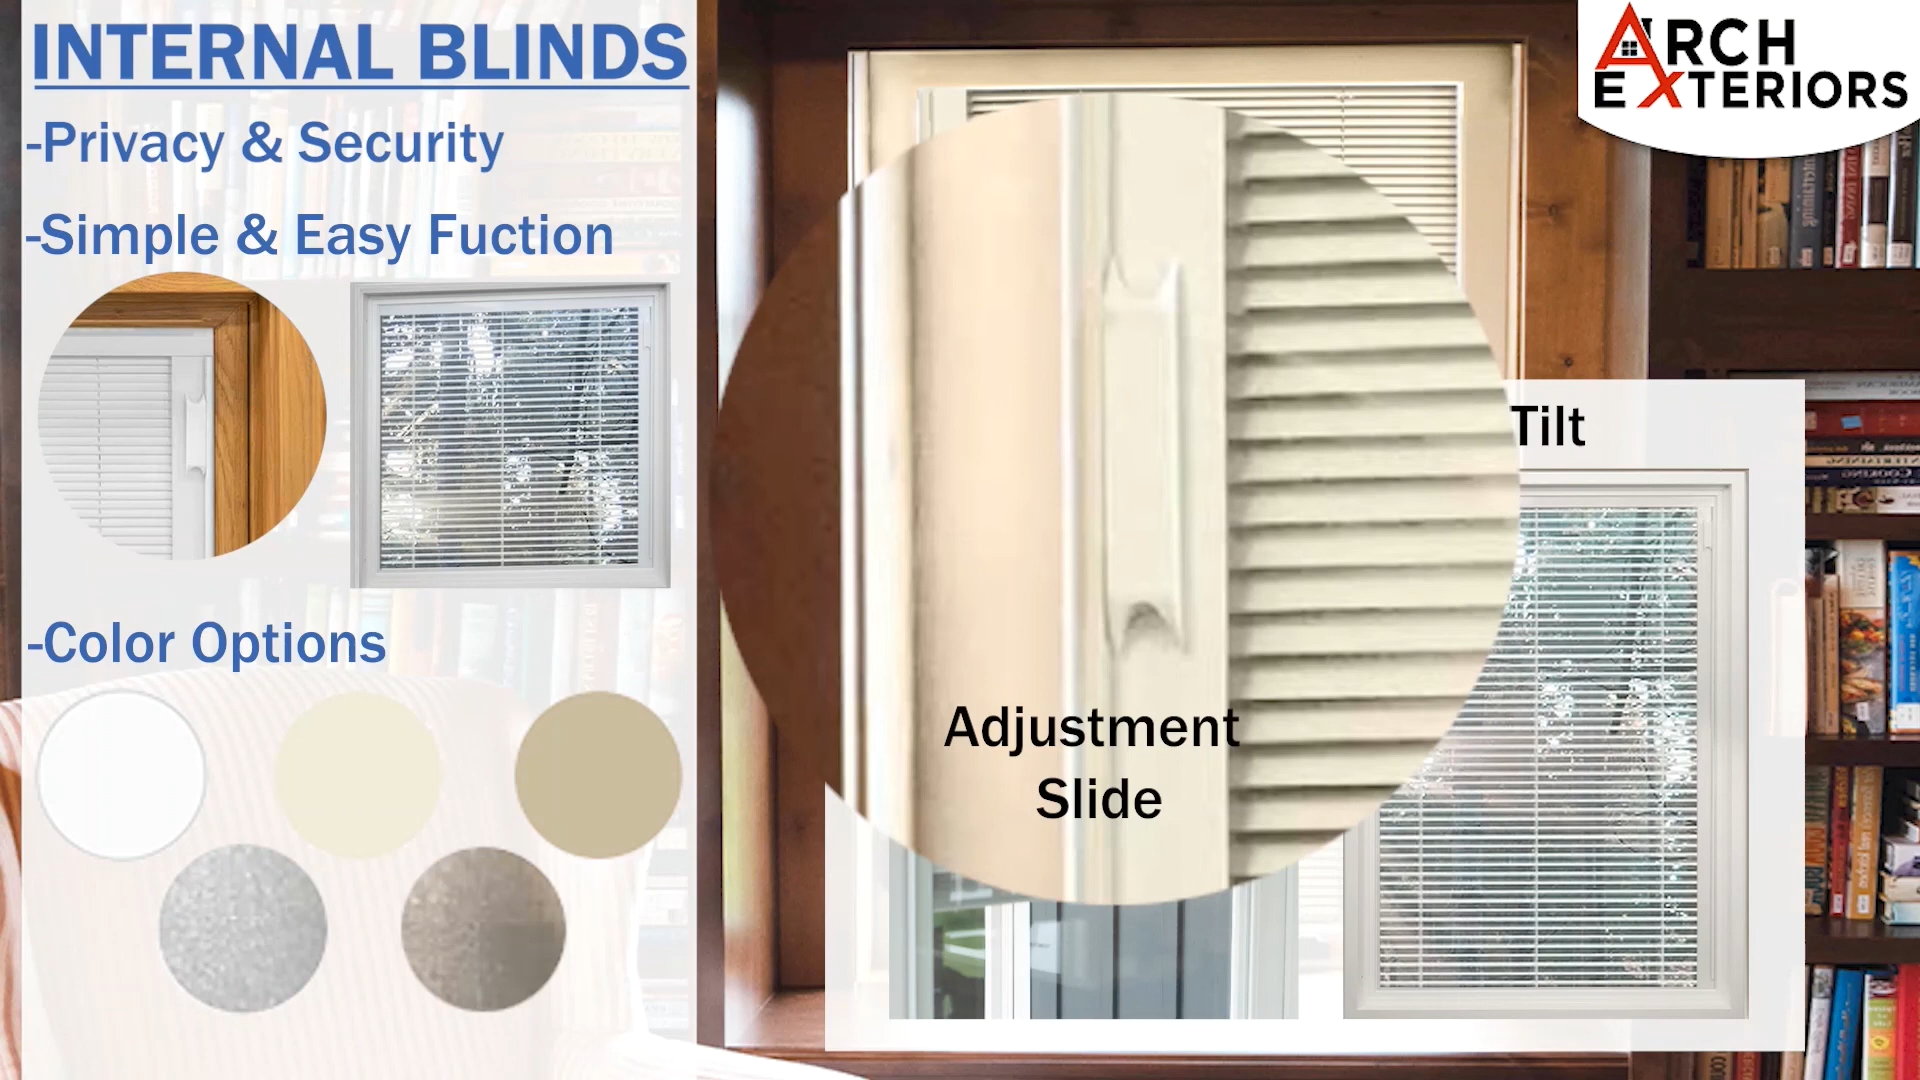 INTERNAL BLINDS
-Privacy & Security
-Simple & Easy Fuction
-Color Options
ARCH
EXTERIORS
Tilt
Adjustment
Slide